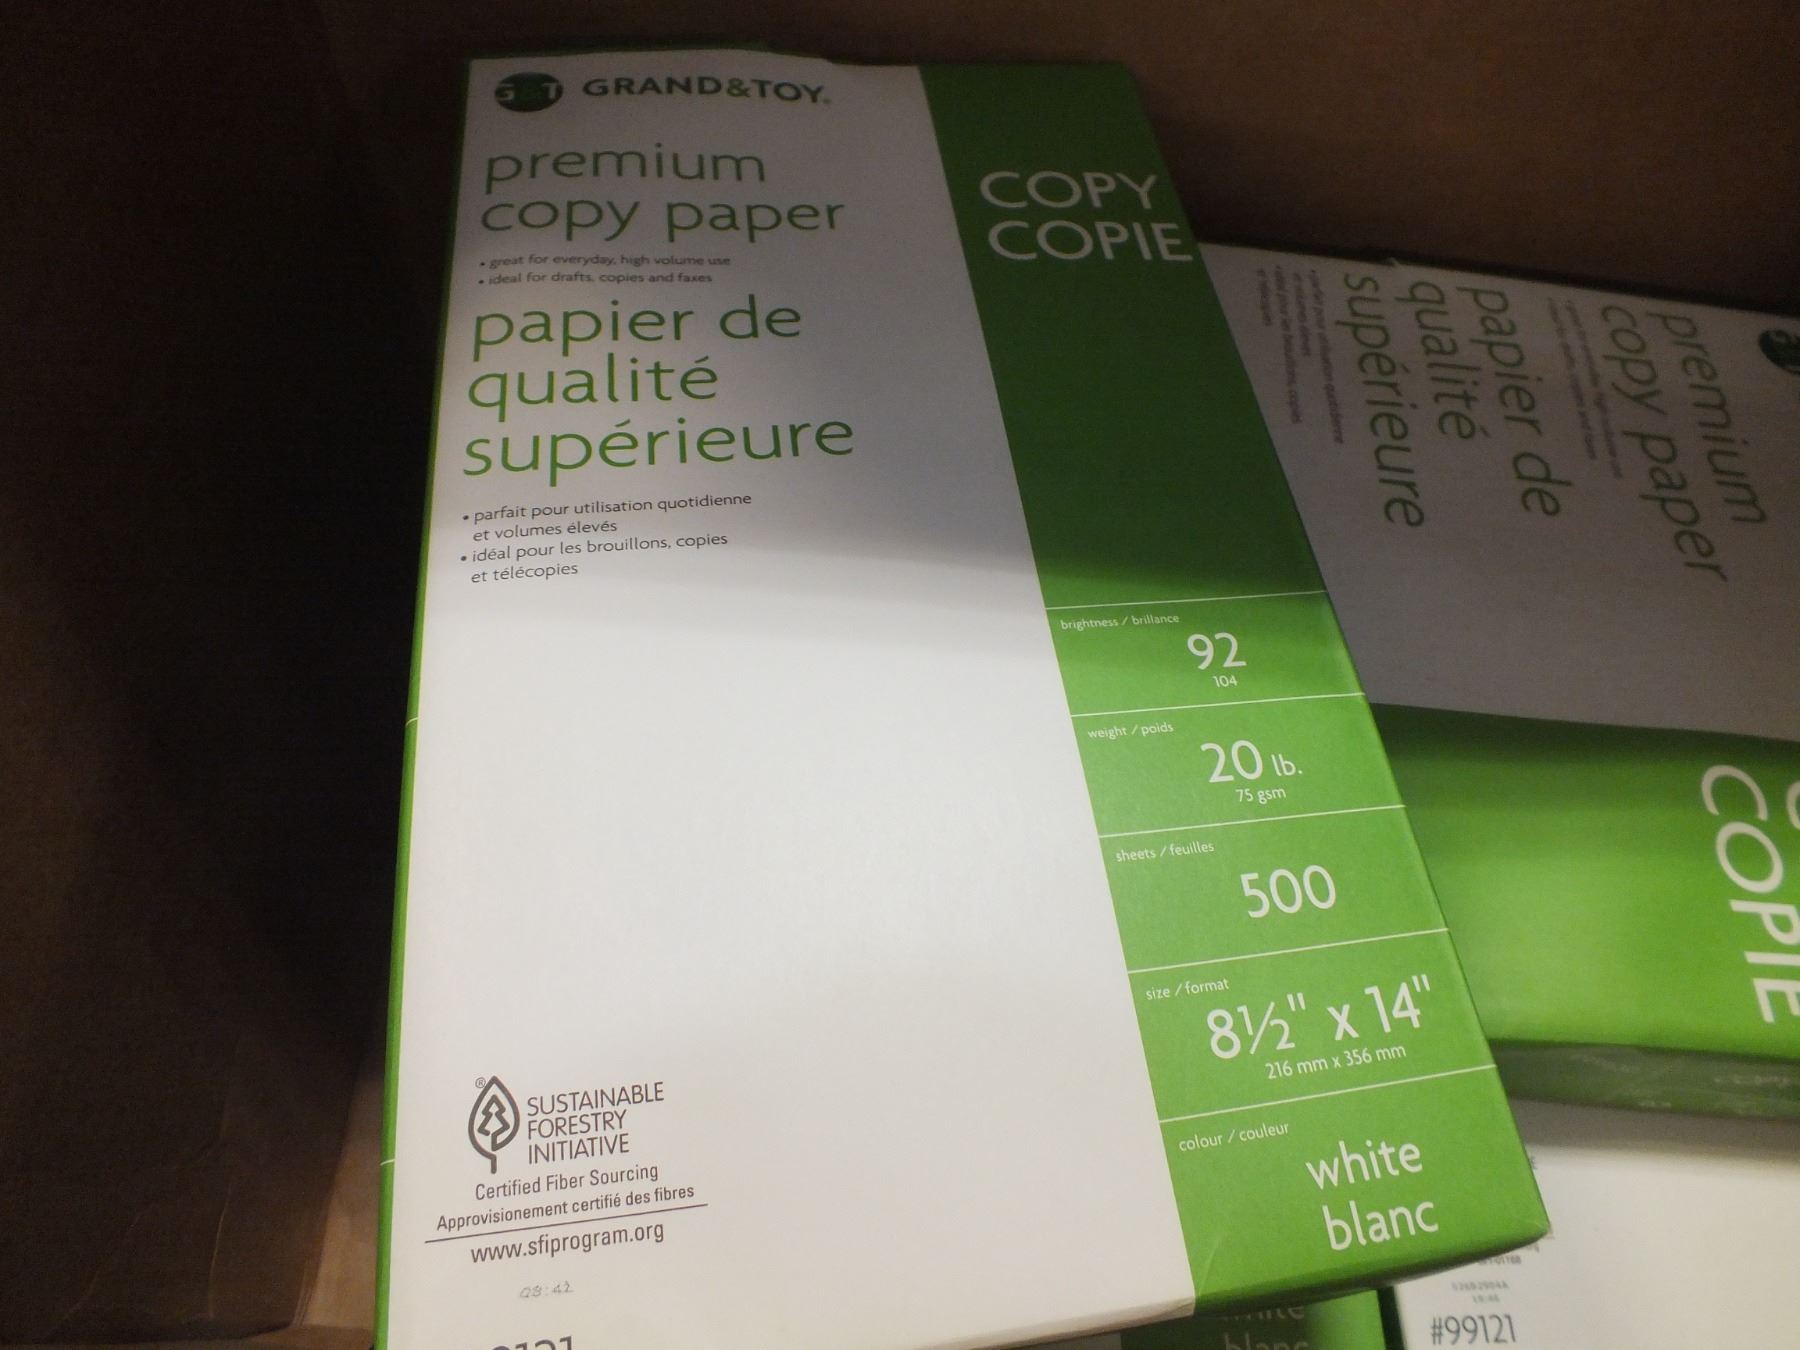 G&T GRAND&TOY®
premium
copy paper
• great for everyday, high volume use
• ideal for drafts, copies and faxes
papier de
qualité
supérieure
• parfait pour utilisation quotidienne
et volumes élevés
• idéal pour les brouillons, copies
et télécopies
COPY
COPIE
brightness / brillance
92
104
weight / poids
20 lb.
75 gsm
sheets / feuilles
500
size / format
8½" x 14"
216 mm x 356 mm
colour / couleur
white
blanc
®
SUSTAINABLE
FORESTRY
INITIATIVE
Certified Fiber Sourcing
Approvisionement certifié des fibres
www.sfiprogram.org
08:42
premium
copy paper
papier de
qualité
supérieure
COPIE
blanc
#99121